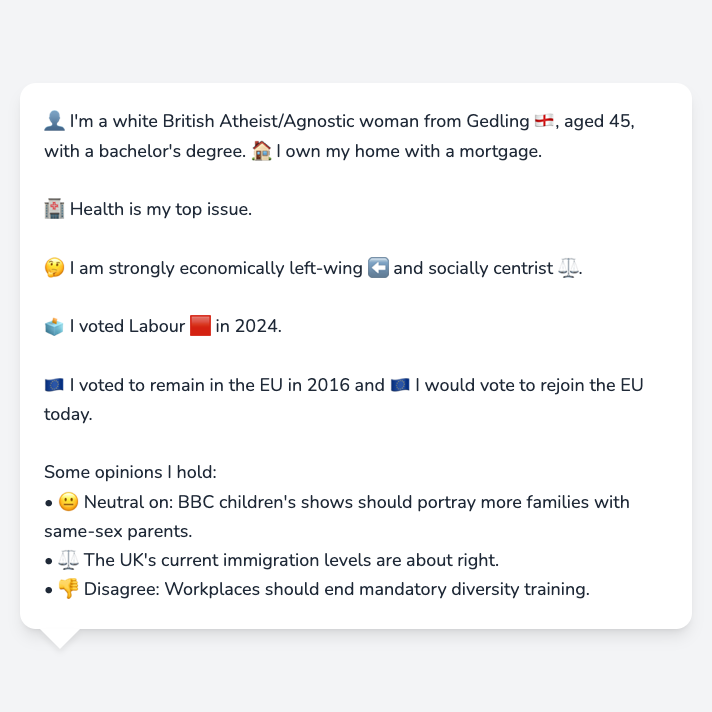 👤 I'm a white British Atheist/Agnostic woman from Gedling 🏴󠁧󠁢󠁥󠁮󠁧󠁿, aged 45,
with a bachelor's degree. 🏠 I own my home with a mortgage.
🏥 Health is my top issue.
🤔 I am strongly economically left-wing ⬅️ and socially centrist ⚖️.
🗳️ I voted Labour 🟥 in 2024.
🇪🇺 I voted to remain in the EU in 2016 and 🇪🇺 I would vote to rejoin the EU
today.
Some opinions I hold:
• 😐 Neutral on: BBC children's shows should portray more families with
same-sex parents.
• ⚖️ The UK's current immigration levels are about right.
• 👎 Disagree: Workplaces should end mandatory diversity training.